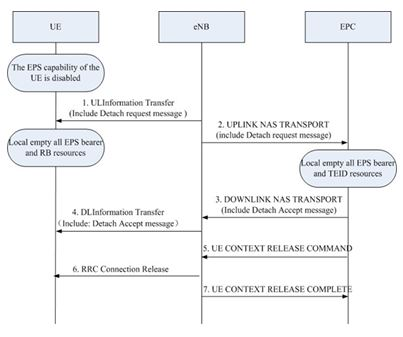 UE
eNB
EPC
The EPS capability of the
UE is disabled
1. ULInformation Transfer
(Include Detach request message )
2. UPLINK NAS TRANSPORT
(include Detach request message)
Local empty all EPS bearer
and RB resources
Local empty all EPS bearer
and TEID resources
3. DOWNLINK NAS TRANSPORT
(Include Detach Accept message)
4. DLInformation Transfer
(Include: Detach Accept message）
5. UE CONTEXT RELEASE COMMAND
6. RRC Connection Release
7. UE CONTEXT RELEASE COMPLETE